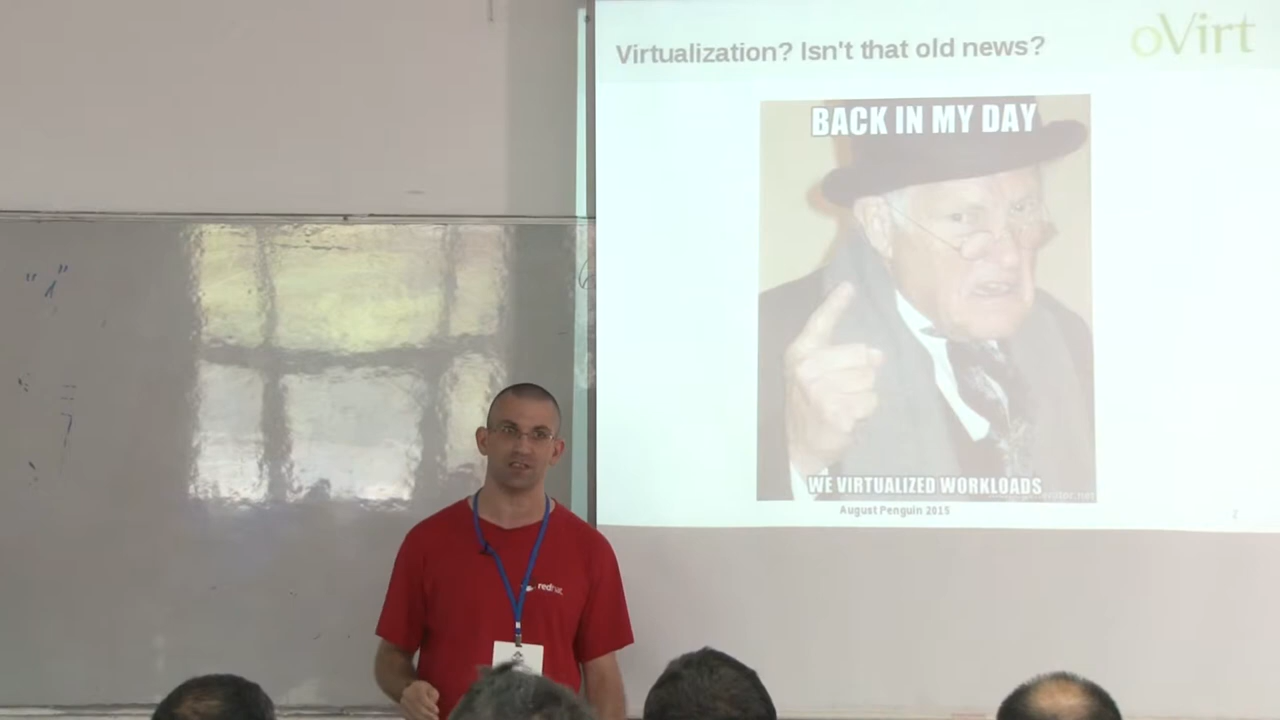 Virtualization? Isn't that old news?
oVirt
BACK IN MY DAY
WE VIRTUALIZED WORKLOADS
August Penguin 2015
redhat